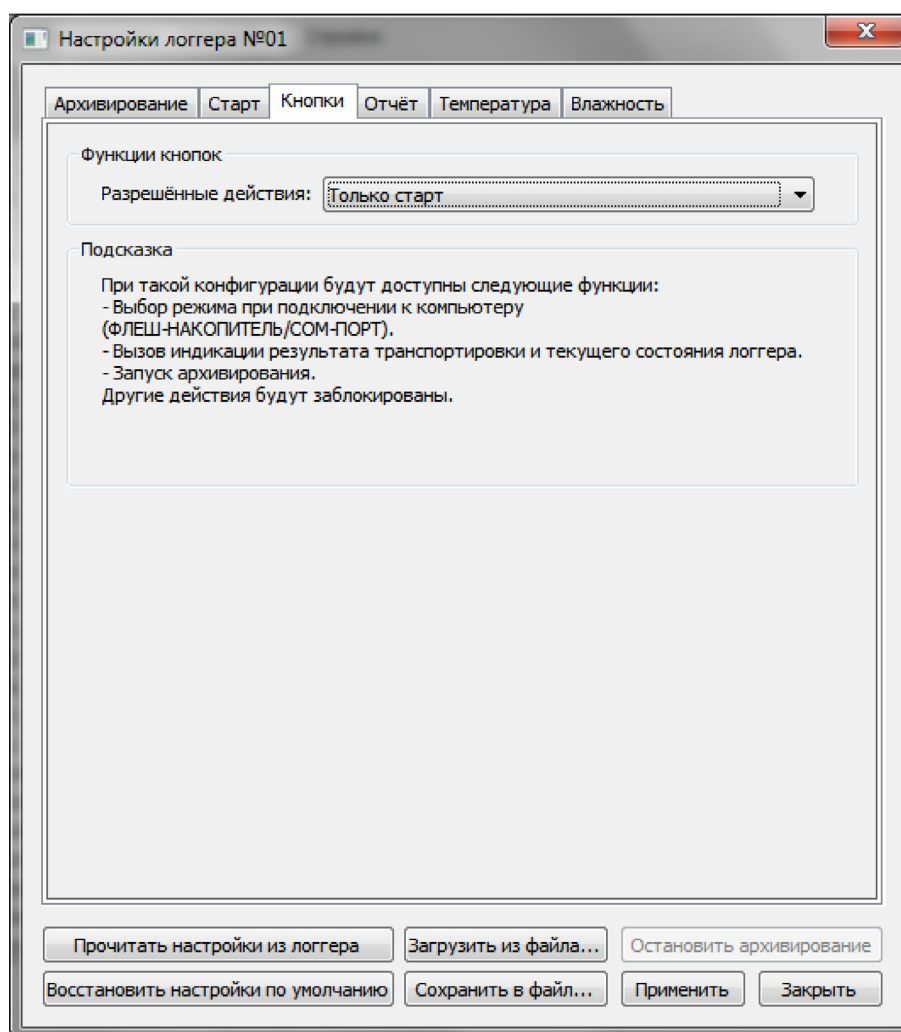 Настройки логгера №01
Архивирование Старт Кнопки Отчёт Температура Влажность
Функции кнопок
Разрешённые действия: Только старт
Подсказка
При такой конфигурации будут доступны следующие функции:
- Выбор режима при подключении к компьютеру
(ФЛЕШ-НАКОПИТЕЛЬ/COM-ПОРТ).
- Вызов индикации результата транспортировки и текущего состояния логгера.
- Запуск архивирования.
Другие действия будут заблокированы.
Прочитать настройки из логгера Загрузить из файла... Остановить архивирование
Восстановить настройки по умолчанию Сохранить в файл... Применить Закрыть